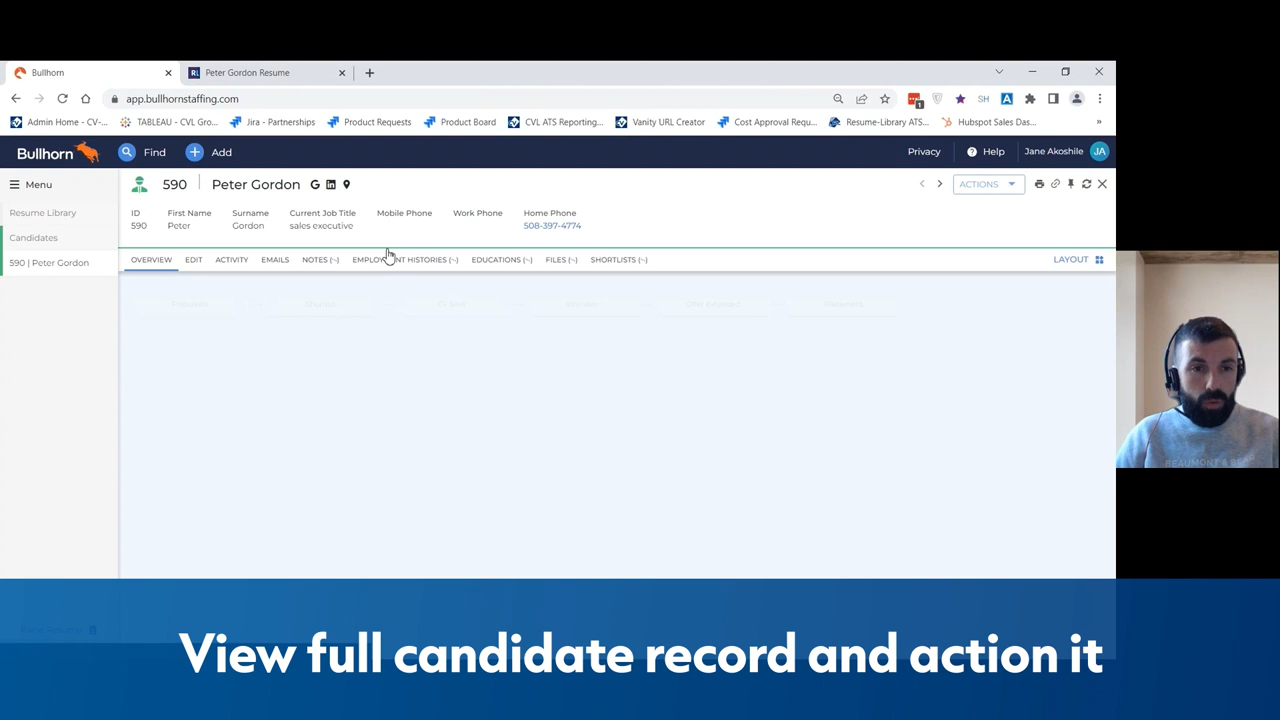 Bullhorn
RL Peter Gordon Resume
app.bullhornstaffing.com
Admin Home - CV-...
TABLEAU - CVL Gro...
Jira - Partnerships
Product Requests
Product Board
CVL ATS Reporting...
Vanity URL Creator
Cost Approval Requ...
Resume-Library ATS...
Hubspot Sales Das...
Bullhorn
Find
Add
Privacy
Help
Jane Akoshile
JA
Menu
590
Peter Gordon
ACTIONS
Resume Library
Candidates
590 | Peter Gordon
ID
First Name
Surname
Current Job Title
Mobile Phone
Work Phone
Home Phone
590
Peter
Gordon
sales executive
508-397-4774
OVERVIEW
EDIT
ACTIVITY
EMAILS
NOTES (~)
EMPLOYMENT HISTORIES (~)
EDUCATIONS (~)
FILES (~)
SHORTLISTS (~)
LAYOUT
View full candidate record and action it